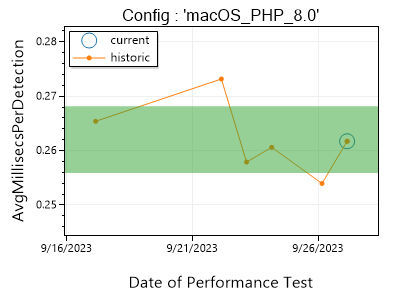 Config : 'macOS_PHP_8.0'
current
historic
AvgMillisecsPerDetection
0.28
0.27
0.26
0.25
9/16/2023
9/21/2023
9/26/2023
Date of Performance Test